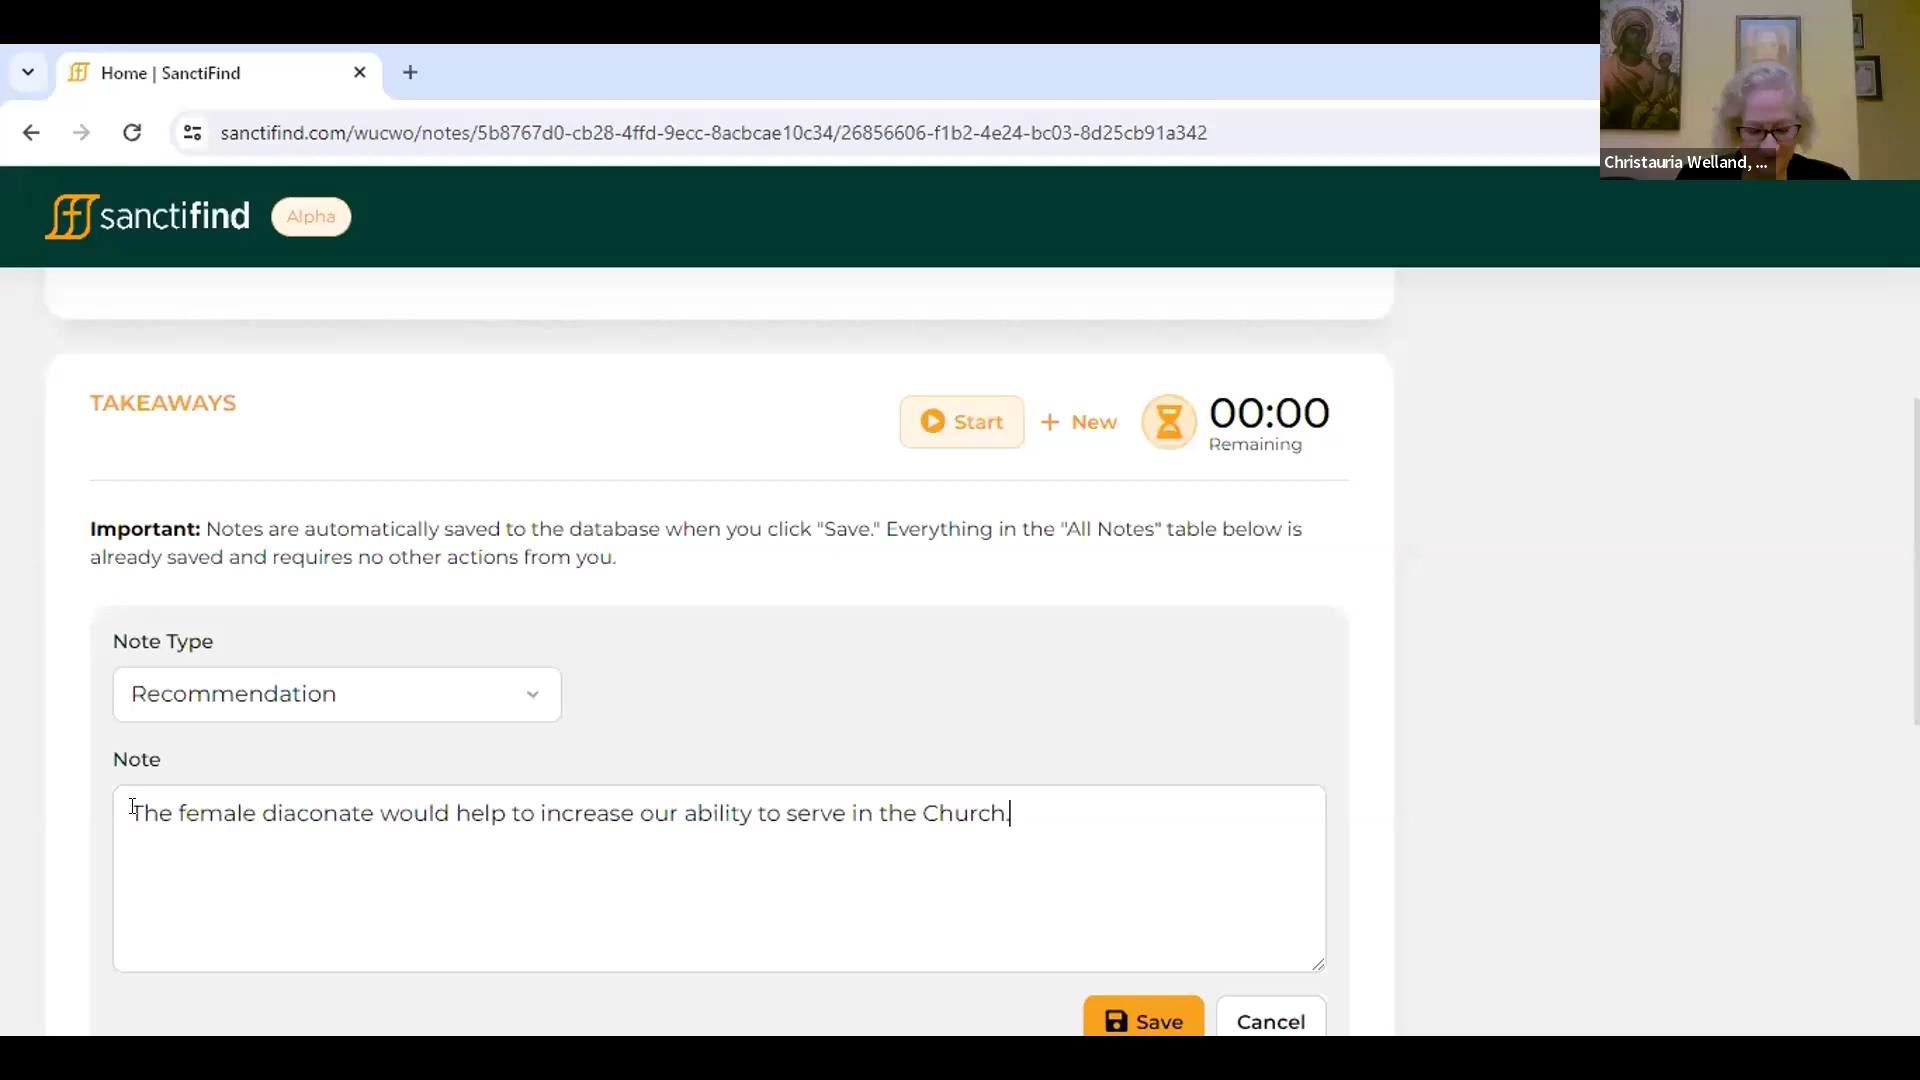 Home | SanctiFind
sanctifind.com/wucwo/notes/5b8767d0-cb28-4ffd-9ecc-8acbcae10c34/26856606-f1b2-4e24-bc03-8d25cb91a342
Christauria Welland, ...
sanctifind Alpha
TAKEAWAYS
Start
New
00:00
Remaining
Important: Notes are automatically saved to the database when you click "Save." Everything in the "All Notes" table below is
already saved and requires no other actions from you.
Note Type
Recommendation
Note
The female diaconate would help to increase our ability to serve in the Church.
Save
Cancel